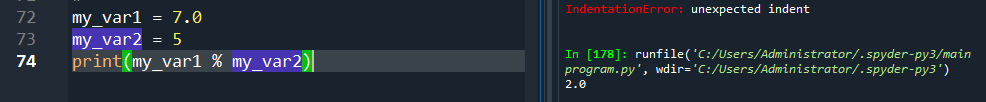 72 my_var1 = 7.0
73 my_var2 = 5
74 print(my_var1 % my_var2)
IndentationError: unexpected indent
In [178]: runfile('C:/Users/Administrator/.spyder-py3/main
program.py', wdir='C:/Users/Administrator/.spyder-py3')
2.0